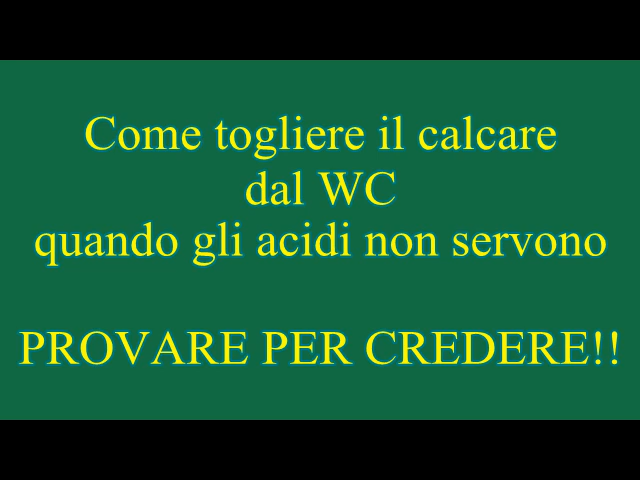 Come togliere il calcare
dal WC
quando gli acidi non servono
PROVARE PER CREDERE!!